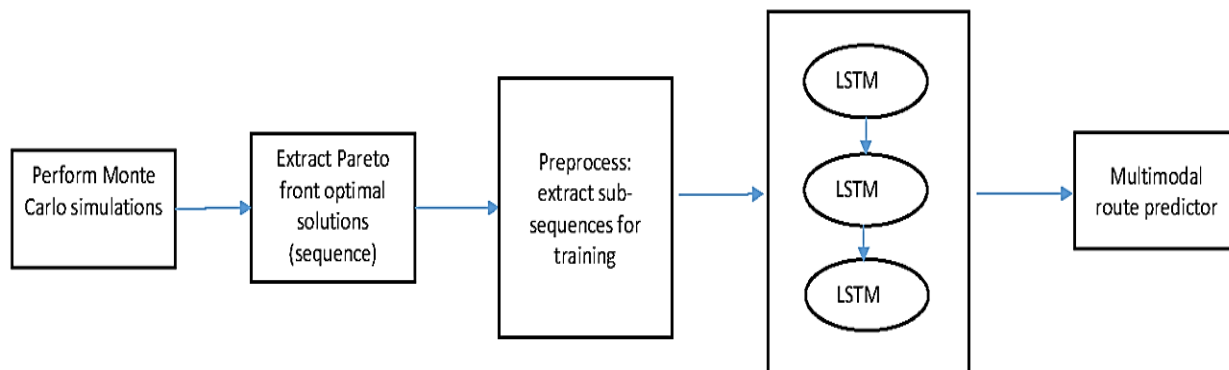 Perform Monte
Carlo simulations
Extract Pareto
front optimal
solutions
(sequence)
Preprocess:
extract sub-
sequences for
training
LSTM
LSTM
LSTM
Multimodal
route predictor